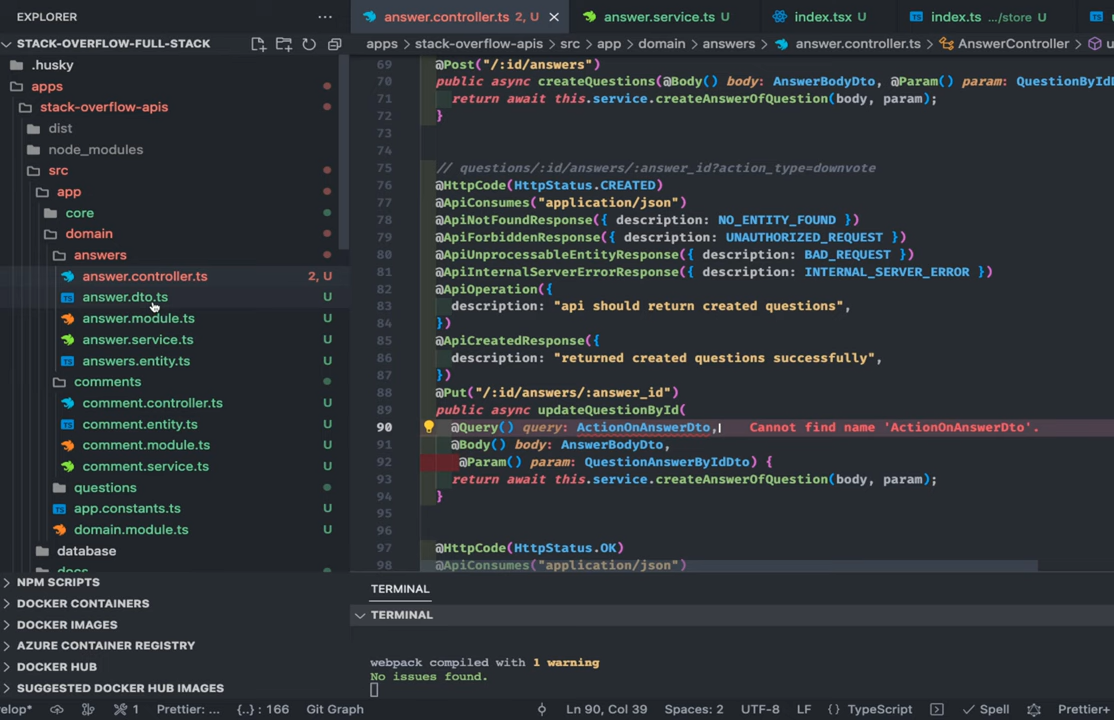 EXPLORER
...
STACK-OVERFLOW-FULL-STACK
.husky
apps
stack-overflow-apis
dist
node_modules
src
app
core
domain
answers
answer.controller.ts 2, U
answer.dto.ts U
answer.module.ts U
answer.service.ts U
answers.entity.ts U
comments
comment.controller.ts U
comment.entity.ts U
comment.module.ts U
comment.service.ts U
questions
app.constants.ts U
domain.module.ts U
database
docs
NPM SCRIPTS
DOCKER CONTAINERS
DOCKER IMAGES
AZURE CONTAINER REGISTRY
DOCKER HUB
SUGGESTED DOCKER HUB IMAGES
answer.controller.ts 2, U
answer.service.ts U
index.tsx U
index.ts .../store U
apps > stack-overflow-apis > src > app > domain > answers > answer.controller.ts > AnswerController >
69 @Post("/:id/answers")
70 public async createQuestions(@Body() body: AnswerBodyDto, @Param() param: QuestionByI
71 return await this.service.createAnswerOfQuestion(body, param);
72 }
73
74
75 // questions/:id/answers/:answer_id?action_type=downvote
76 @HttpCode(HttpStatus.CREATED)
77 @ApiConsumes("application/json")
78 @ApiNotFoundResponse({ description: NO_ENTITY_FOUND })
79 @ApiForbiddenResponse({ description: UNAUTHORIZED_REQUEST })
80 @ApiUnprocessableEntityResponse({ description: BAD_REQUEST })
81 @ApiInternalServerErrorResponse({ description: INTERNAL_SERVER_ERROR })
82 @ApiOperation({
83 description: "api should return created questions",
84 })
85 @ApiCreatedResponse({
86 description: "returned created questions successfully",
87 })
88 @Put("/:id/answers/:answer_id")
89 public async updateQuestionById(
90 @Query() query: ActionOnAnswerDto, Cannot find name 'ActionOnAnswerDto'.
91 @Body() body: AnswerBodyDto,
92 @Param() param: QuestionAnswerByIdDto) {
93 return await this.service.createAnswerOfQuestion(body, param);
94 }
95
96
97 @HttpCode(HttpStatus.OK)
98 @ApiConsumes("application/json")
TERMINAL
TERMINAL
webpack compiled with 1 warning
No issues found.
velop* 1 Prettier: ... {..} : 166 Git Graph Ln 90, Col 39 Spaces: 2 UTF-8 LF {} TypeScript Spell Prettier+